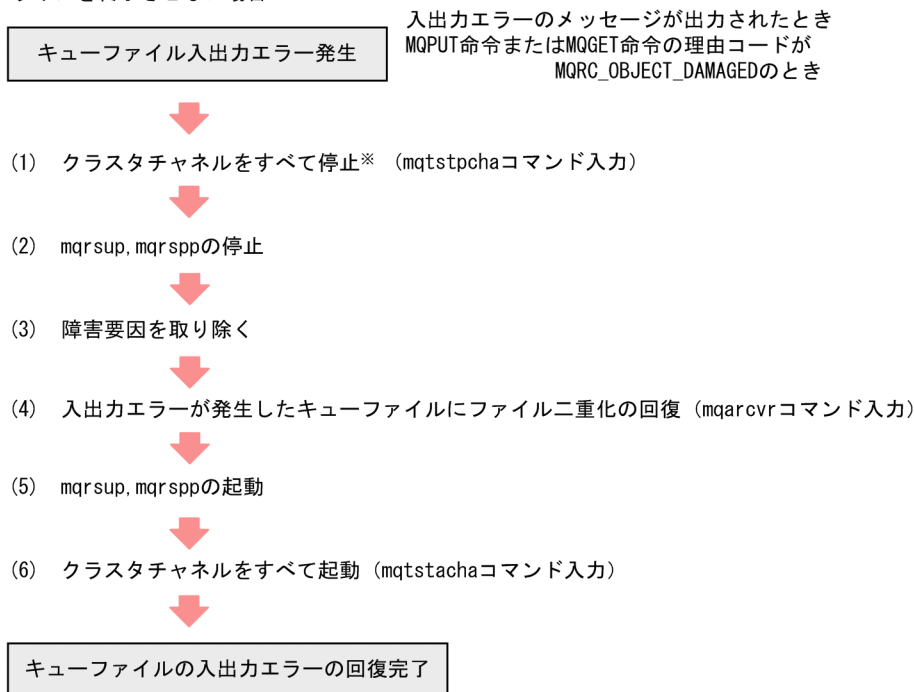 入出力エラーのメッセージが出力されたとき
キューファイル入出力エラー発生
MQPUT命令またはMQGET命令の理由コードが
MQRC_OBJECT_DAMAGEDのとき
(1) クラスタチャネルをすべて停止※ (mqtstpchaコマンド入力)
(2) mqrsup,mqrsppの停止
(3) 障害要因を取り除く
(4) 入出力エラーが発生したキューファイルにファイル二重化の回復 (mqarcvrコマンド入力)
(5) mqrsup,mqrsppの起動
(6) クラスタチャネルをすべて起動 (mqtstachaコマンド入力)
キューファイルの入出力エラーの回復完了